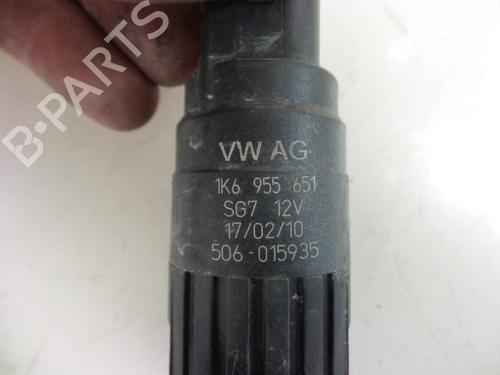 B-PARTS
VW AG
1K6 955 651
SG7 12V
17/02/10
506-015935